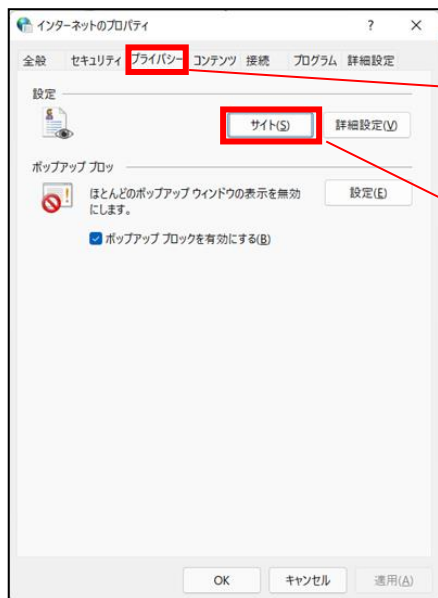 インターネットのプロパティ ? ×
全般 セキュリティ プライバシー コンテンツ 接続 プログラム 詳細設定
設定
サイト(S) 詳細設定(V)
ポップアップ ブロッ
ほとんどのポップアップ ウィンドウの表示を無効 設定(E)
にします。
ポップアップ ブロックを有効にする(B)
OK キャンセル 適用(A)